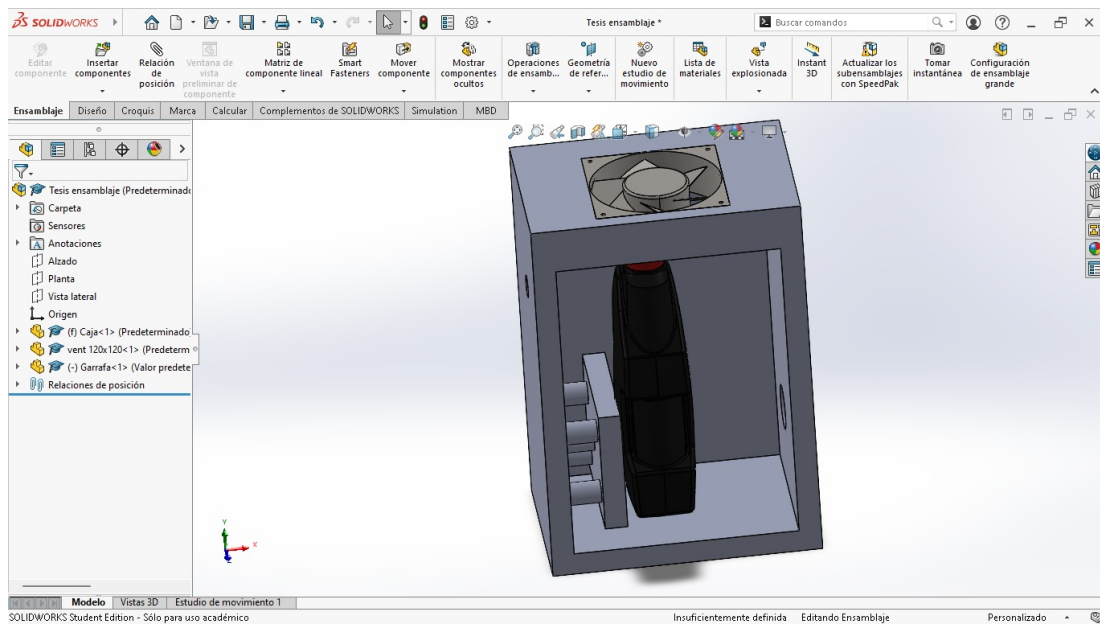 SOLIDWORKS
Tesis ensamblaje *
Buscar comandos
Editar componente
Insertar componentes
Relación de posición
Ventana de vista preliminar de componente
Matriz de componente lineal
Smart Fasteners
Mover componente
Mostrar componentes ocultos
Operaciones de ensamb...
Geometría de refer...
Nuevo estudio de movimiento
Lista de materiales
Vista explosionada
Instant 3D
Actualizar los subensamblajes con SpeedPak
Tomar instantánea
Configuración de ensamblaje grande
Ensamblaje Diseño Croquis Marca Calcular Complementos de SOLIDWORKS Simulation MBD
Tesis ensamblaje (Predeterminado
Carpeta
Sensores
Anotaciones
Alzado
Planta
Vista lateral
Origen
(f) Caja<1> (Predeterminado
vent 120x120<1> (Predeterm
(-) Garrafa<1> (Valor predete
Relaciones de posición
Y
X
Z
Modelo Vistas 3D Estudio de movimiento 1
SOLIDWORKS Student Edition - Sólo para uso académico
Insuficientemente definida Editando Ensamblaje Personalizado